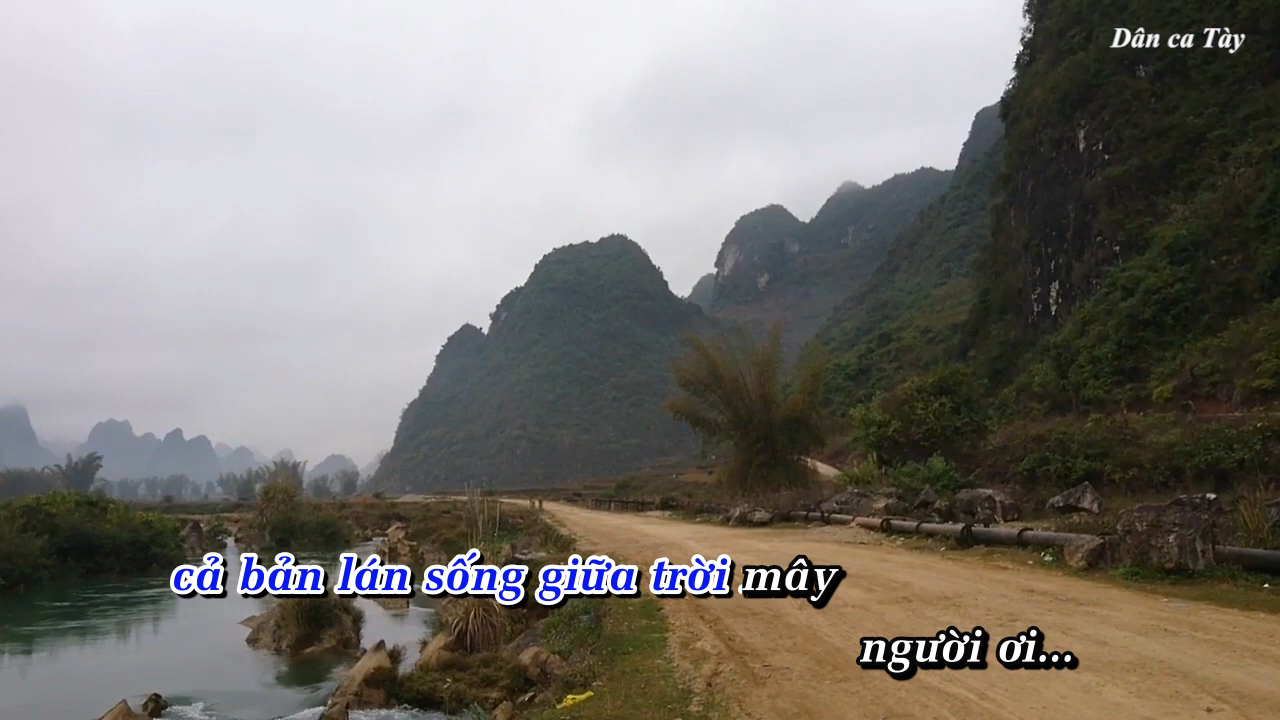 Dân ca Tày
cả bản lán sống giữa trời mây
người ơi...